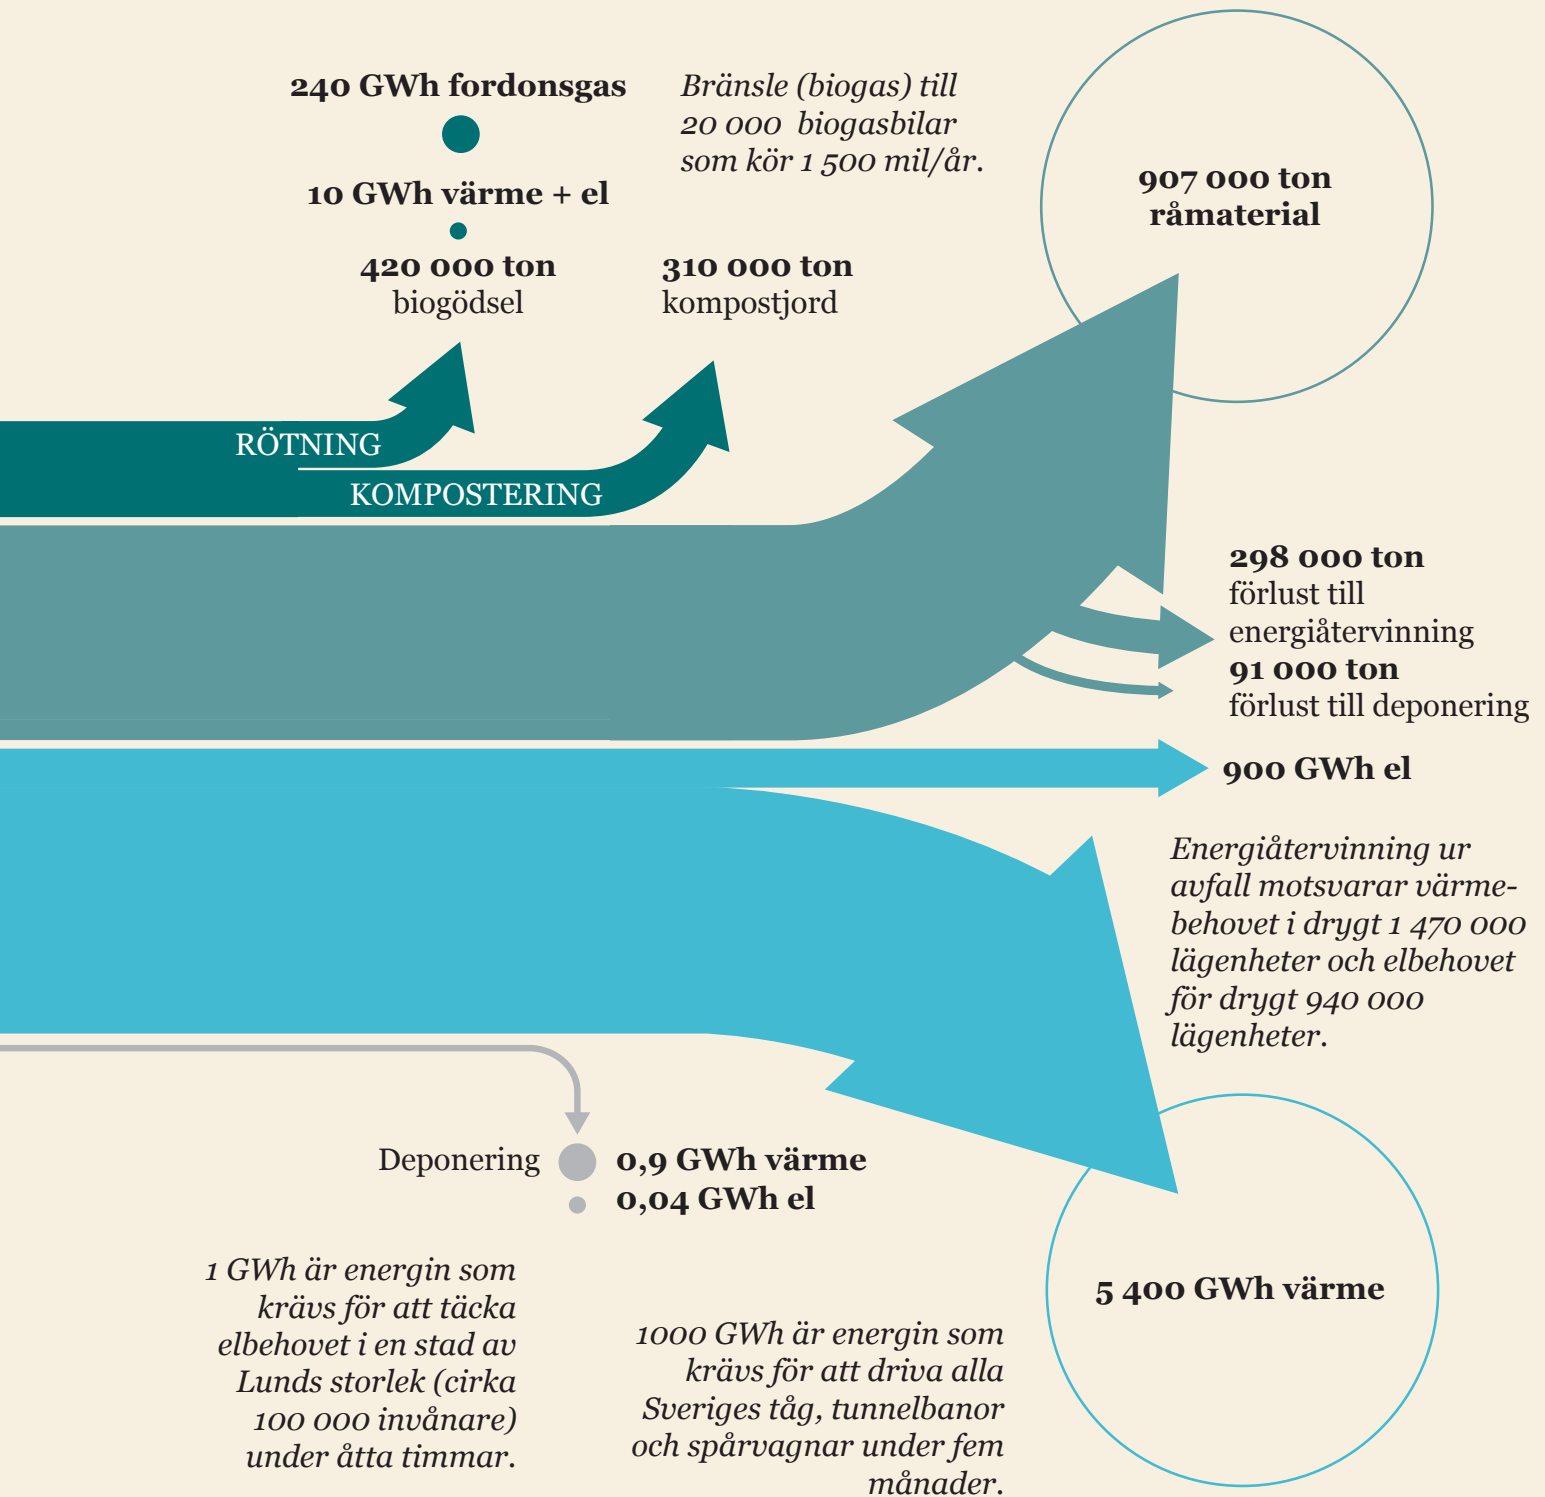 240 GWh fordonsgas
10 GWh värme + el
420 000 ton
biogödsel
Bränsle (biogas) till
20 000 biogasbilar
som kör 1 500 mil/år.
310 000 ton
kompostjord
907 000 ton
råmaterial
RÖTNING
KOMPOSTERING
298 000 ton
förlust till
energiåtervinning
91 000 ton
förlust till deponering
900 GWh el
Energiåtervinning ur
avfall motsvarar värme-
behovet i drygt 1 470 000
lägenheter och elbehovet
för drygt 940 000
lägenheter.
Deponering
0,9 GWh värme
0,04 GWh el
1 GWh är energin som
krävs för att täcka
elbehovet i en stad av
Lunds storlek (cirka
100 000 invånare)
under åtta timmar.
1000 GWh är energin som
krävs för att driva alla
Sveriges tåg, tunnelbanor
och spårvagnar under fem
månader.
5 400 GWh värme